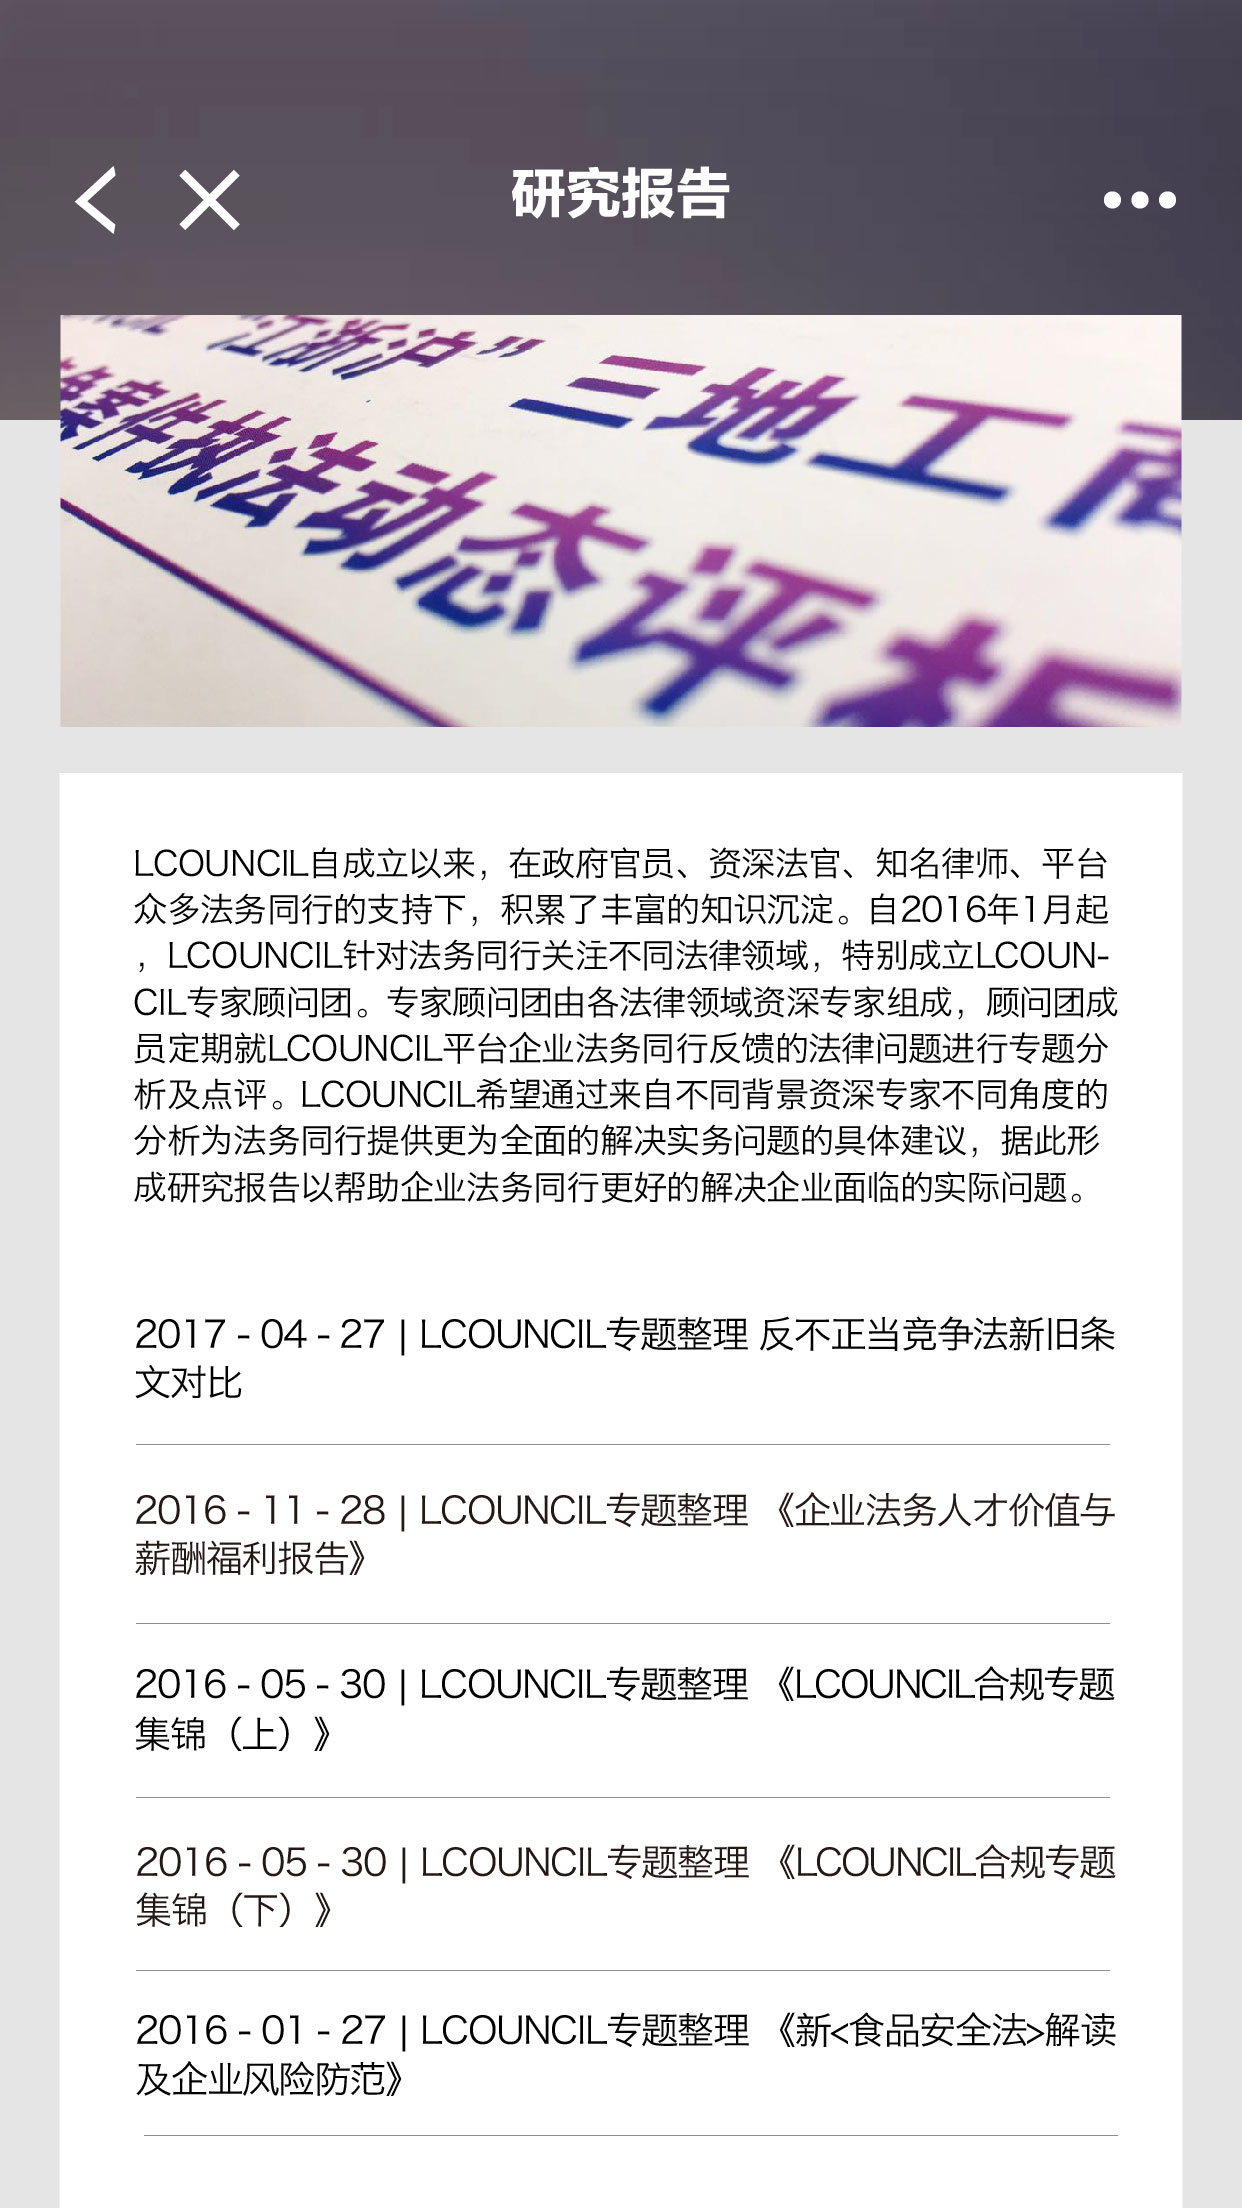 研究报告
“江浙沪” 三地工商
案件执法动态评析
LCOUNCIL自成立以来，在政府官员、资深法官、知名律师、平台
众多法务同行的支持下，积累了丰富的知识沉淀。自2016年1月起
，LCOUNCIL针对法务同行关注不同法律领域，特别成立LCOUN-
CIL专家顾问团。专家顾问团由各法律领域资深专家组成，顾问团成
员定期就LCOUNCIL平台企业法务同行反馈的法律问题进行专题分
析及点评。LCOUNCIL希望通过来自不同背景资深专家不同角度的
分析为法务同行提供更为全面的解决实务问题的具体建议，据此形
成研究报告以帮助企业法务同行更好的解决企业面临的实际问题。
2017 - 04 - 27 | LCOUNCIL专题整理 反不正当竞争法新旧条
文对比
2016 - 11 - 28 | LCOUNCIL专题整理 《企业法务人才价值与
薪酬福利报告》
2016 - 05 - 30 | LCOUNCIL专题整理 《LCOUNCIL合规专题
集锦（上）》
2016 - 05 - 30 | LCOUNCIL专题整理 《LCOUNCIL合规专题
集锦（下）》
2016 - 01 - 27 | LCOUNCIL专题整理 《新<食品安全法>解读
及企业风险防范》